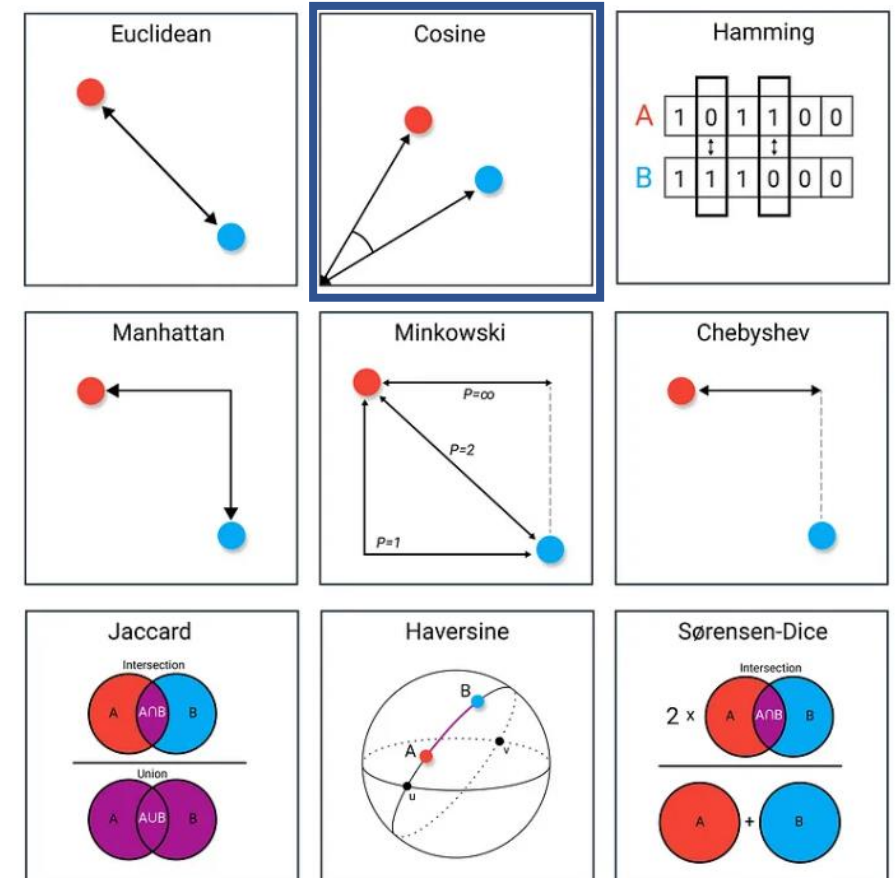 Euclidean
Cosine
Hamming
A 1 0 1 1 0 0
B 1 1 1 0 0 0
Manhattan
Minkowski
P=∞
P=2
P=1
Chebyshev
Jaccard
Intersection
A A∩B B
Union
A A∪B B
Haversine
B
A
v
u
Sørensen-Dice
Intersection
2 x A A∩B B
A + B